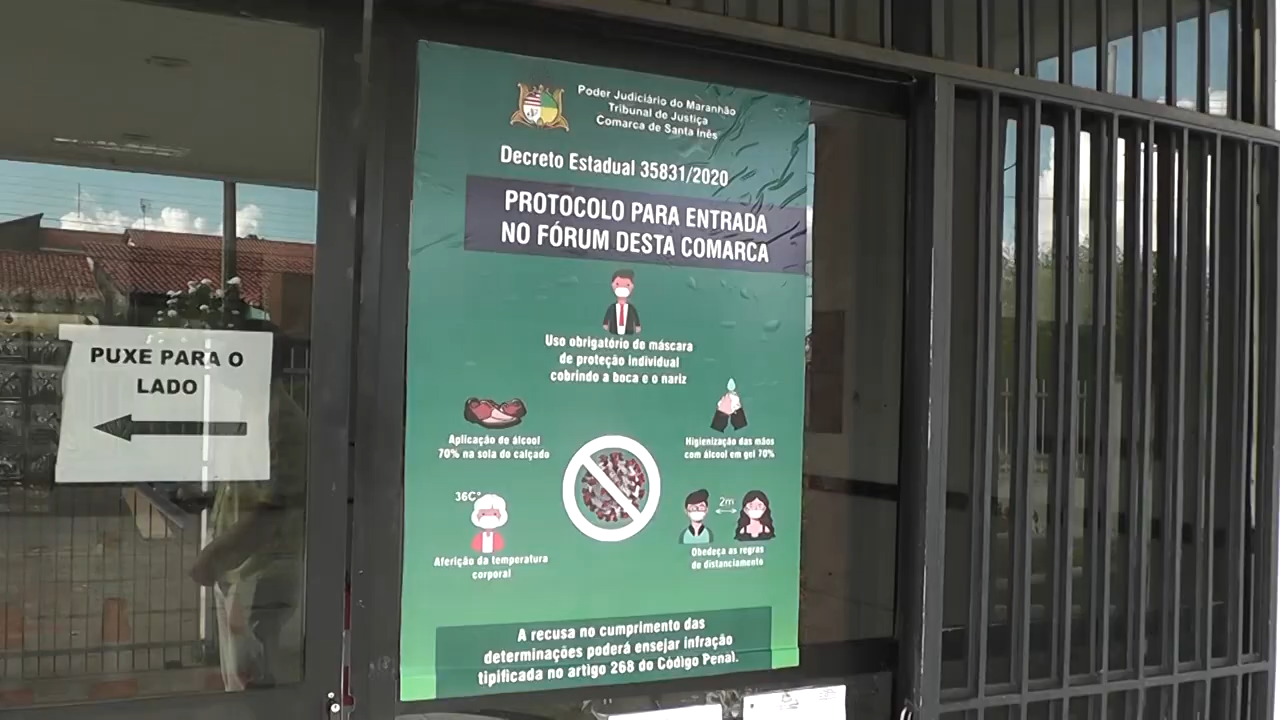 Poder Judiciário do Maranhão
Tribunal de Justiça
Comarca de Santa Inês
Decreto Estadual 35831/2020
PROTOCOLO PARA ENTRADA
NO FÓRUM DESTA COMARCA
Uso obrigatório de máscara
de proteção individual
cobrindo a boca e o nariz
Aplicação de álcool
70% na sola do calçado
Higienização das mãos
com álcool em gel 70%
36C°
Aferição da temperatura
corporal
2m
Obedeça as regras
de distanciamento
A recusa no cumprimento das
determinações poderá ensejar infração
tipificada no artigo 268 do Código Penal.
PUXE PARA O
LADO